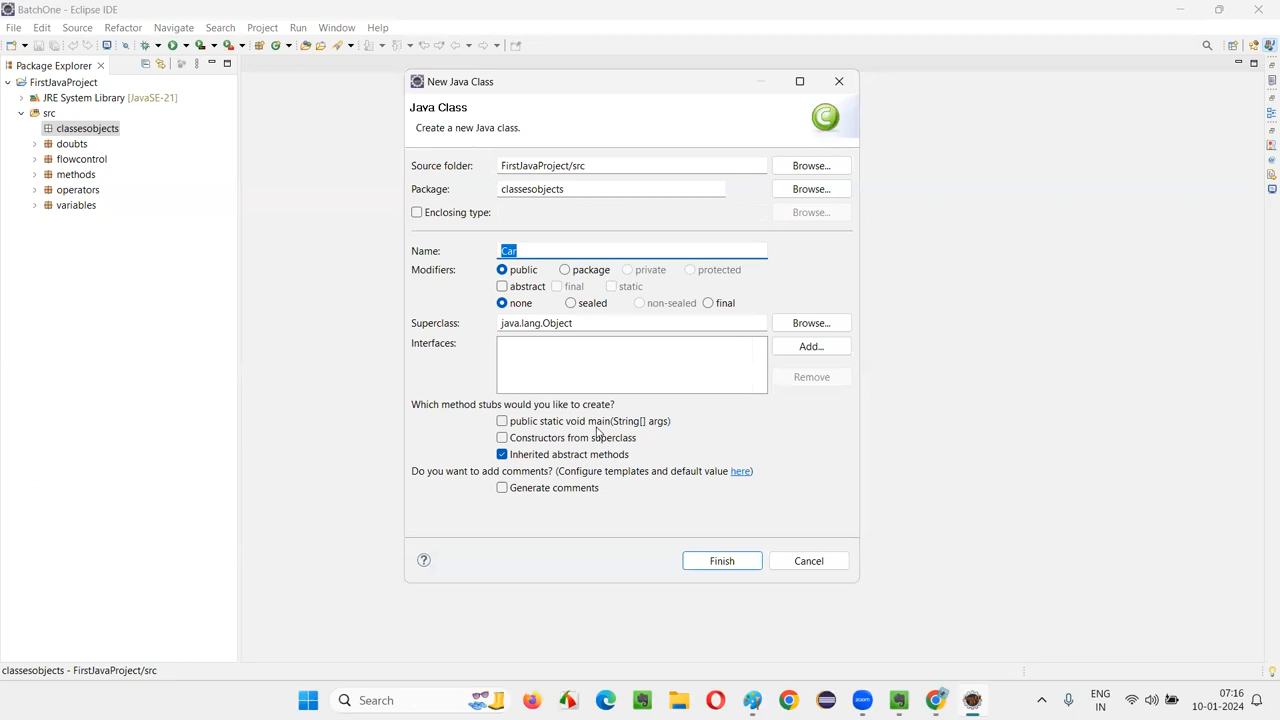 BatchOne - Eclipse IDE
File Edit Source Refactor Navigate Search Project Run Window Help
Package Explorer
FirstJavaProject
JRE System Library [JavaSE-21]
src
classesobjects
doubts
flowcontrol
methods
operators
variables
New Java Class
Java Class
Create a new Java class.
Source folder: FirstJavaProject/src Browse...
Package: classesobjects Browse...
Enclosing type: Browse...
Name: Car
Modifiers: public package private protected
abstract final static
none sealed non-sealed final
Superclass: java.lang.Object Browse...
Interfaces: Add...
Remove
Which method stubs would you like to create?
public static void main(String[] args)
Constructors from superclass
Inherited abstract methods
Do you want to add comments? (Configure templates and default value here)
Generate comments
Finish Cancel
classesobjects - FirstJavaProject/src
Search
zoom
ENG
IN
07:16
10-01-2024